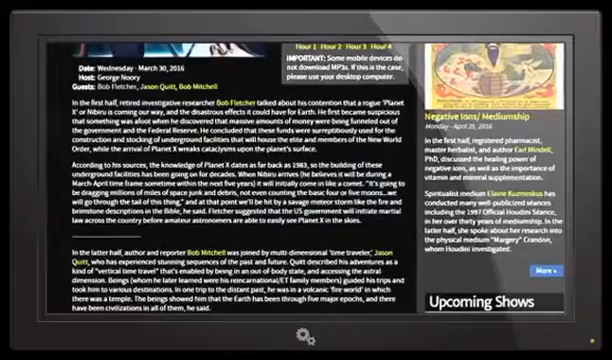 Hour 1 Hour 2 Hour 3 Hour 4
IMPORTANT: Some mobile devices do
not download MP3s. If this is the case,
please use your desktop computer.
Date: Wednesday - March 30, 2016
Host: George Noory
Guests: Bob Fletcher, Jason Quitt, Bob Mitchell
In the first half, retired investigative researcher Bob Fletcher talked about his contention that a rogue 'Planet
X' or Nibiru is coming our way, and the disastrous effects it could have for Earth. He first became suspicious
that something was afoot when he discovered that massive amounts of money were being funneled out of
the government and the Federal Reserve. He concluded that these funds were surreptitiously used for the
construction and stocking of underground facilities that will house the elite and members of the New World
Order, while the arrival of Planet X wreaks cataclysms upon the planet's surface.
According to his sources, the knowledge of Planet X dates as far back as 1983, so the building of these
underground facilities has been going on for decades. When Nibiru arrives (he believes it will be during a
March-April time frame sometime within the next five years) it will initially come in like a comet. "It's going to
be dragging millions of miles of space junk and debris, not even counting the basic four or five moons...we
will go through the tail of this thing," and at that point we'll be hit by a savage meteor storm like the fire and
brimstone descriptions in the Bible, he said. Fletcher suggested that the US government will initiate martial
law across the country before amateur astronomers are able to easily see Planet X in the skies.
In the latter half, author and reporter Bob Mitchell was joined by multi-dimensional 'time traveler,' Jason
Quitt, who has experienced stunning sequences of the past and future. Quitt described his adventures as a
kind of "vertical time travel" that's enabled by being in an out-of-body state, and accessing the astral
dimension. Beings (whom he later learned were his reincarnational/ET family members) guided his trips and
took him to various destinations. In one trip to the distant past, he was in a volcanic 'fire world' in which
there was a temple. The beings showed him that the Earth has been through five major epochs, and there
have been civilizations in all of them, he said.
Negative Ions/ Mediumship
Monday - April 25, 2016
In the first half, registered pharmacist,
master herbalist, and author Earl Mindell,
PhD, discussed the healing power of
negative ions, as well as the importance of
vitamin and mineral supplementation.
Spiritualist medium Elaine Kuzmeskus has
conducted many well-publicized séances
including the 1997 Official Houdini Séance,
in her over thirty years of mediumship. In the
latter half, she spoke about her research into
the physical medium "Margery" Crandon,
whom Houdini investigated.
More »
Upcoming Shows